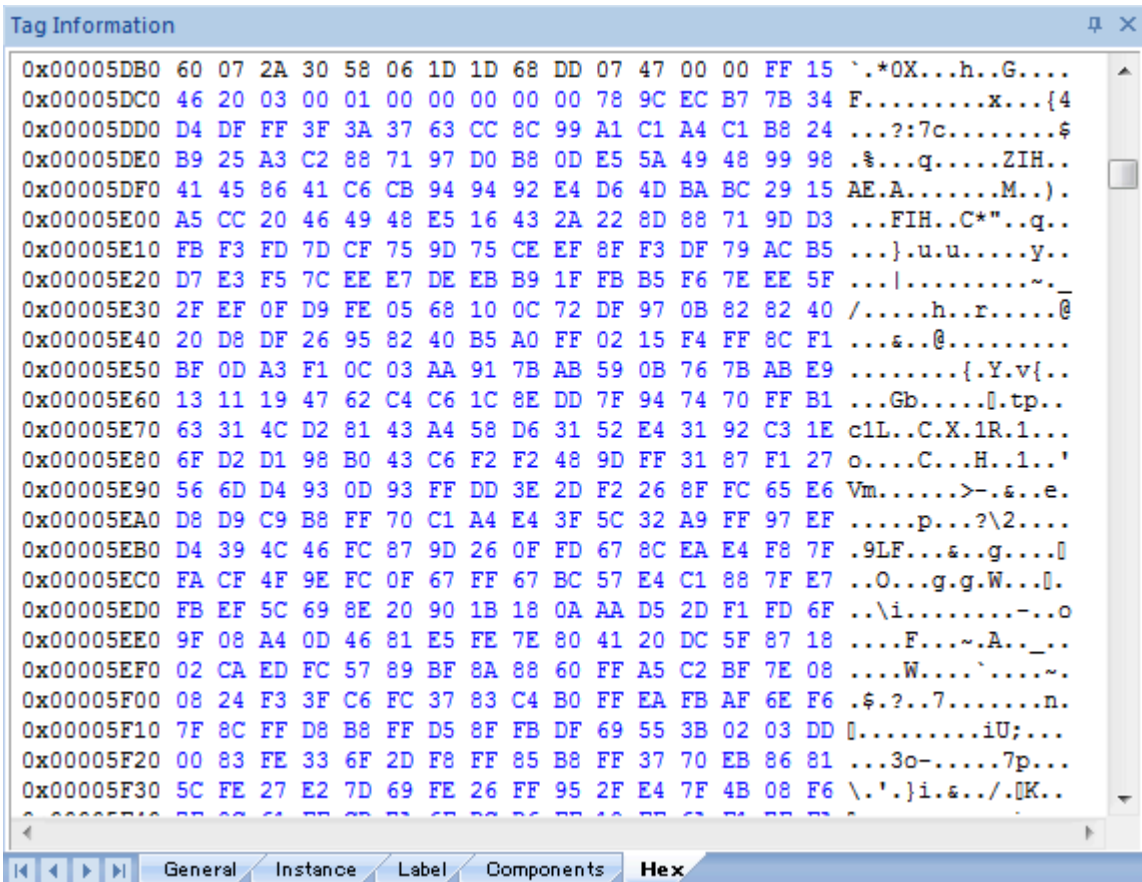 Tag Information
0x00005DB0 60 07 2A 30 58 06 1D 1D 68 DD 07 47 00 00 FF 15 `.*0X...h..G....
0x00005DC0 46 20 03 00 01 00 00 00 00 00 78 9C EC B7 7B 34 F.........x...{4
0x00005DD0 D4 DF FF 3F 3A 37 63 CC 8C 99 A1 C1 A4 C1 B8 24 ...?:7c........$
0x00005DE0 B9 25 A3 C2 88 71 97 D0 B8 0D E5 5A 49 48 99 98 .%...q.....ZIH..
0x00005DF0 41 45 86 41 C6 CB 94 94 92 E4 D6 4D BA BC 29 15 AE.A.......M..).
0x00005E00 A5 CC 20 46 49 48 E5 16 43 2A 22 8D 88 71 9D D3 ...FIH..C*"..q..
0x00005E10 FB F3 FD 7D CF 75 9D 75 CE EF 8F F3 DF 79 AC B5 ...}.u.u.....y..
0x00005E20 D7 E3 F5 7C EE E7 DE EB B9 1F FB B5 F6 7E EE 5F ...|.........~._
0x00005E30 2F EF 0F D9 FE 05 68 10 0C 72 DF 97 0B 82 82 40 /.....h..r.....@
0x00005E40 20 D8 DF 26 95 82 40 B5 A0 FF 02 15 F4 FF 8C F1 ...&..@.........
0x00005E50 BF 0D A3 F1 0C 03 AA 91 7B AB 59 0B 76 7B AB E9 ........{.Y.v{..
0x00005E60 13 11 19 47 62 C4 C6 1C 8E DD 7F 94 74 70 FF B1 ...Gb.....▯.tp..
0x00005E70 63 31 4C D2 81 43 A4 58 D6 31 52 E4 31 92 C3 1E c1L..C.X.1R.1...
0x00005E80 6F D2 D1 98 B0 43 C6 F2 F2 48 9D FF 31 87 F1 27 o....C...H..1..'
0x00005E90 56 6D D4 93 0D 93 FF DD 3E 2D F2 26 8F FC 65 E6 Vm......>-.&..e.
0x00005EA0 D8 D9 C9 B8 FF 70 C1 A4 E4 3F 5C 32 A9 FF 97 EF .....p...?\2....
0x00005EB0 D4 39 4C 46 FC 87 9D 26 0F FD 67 8C EA E4 F8 7F .9LF...&..g....▯
0x00005EC0 FA CF 4F 9E FC 0F 67 FF 67 BC 57 E4 C1 88 7F E7 ..O...g.g.W...▯.
0x00005ED0 FB EF 5C 69 8E 20 90 1B 18 0A AA D5 2D F1 FD 6F ..\i........-..o
0x00005EE0 9F 08 A4 0D 46 81 E5 FE 7E 80 41 20 DC 5F 87 18 ....F...~.A.._..
0x00005EF0 02 CA ED FC 57 89 BF 8A 88 60 FF A5 C2 BF 7E 08 ....W....`....~.
0x00005F00 08 24 F3 3F C6 FC 37 83 C4 B0 FF EA FB AF 6E F6 .$.?..7.......n.
0x00005F10 7F 8C FF D8 B8 FF D5 8F FB DF 69 55 3B 02 03 DD ▯.........iU;...
0x00005F20 00 83 FE 33 6F 2D F8 FF 85 B8 FF 37 70 EB 86 81 ...3o-.....7p...
0x00005F30 5C FE 27 E2 7D 69 FE 26 FF 95 2F E4 7F 4B 08 F6 \.'.}i.&../.▯K..
General Instance Label Components Hex